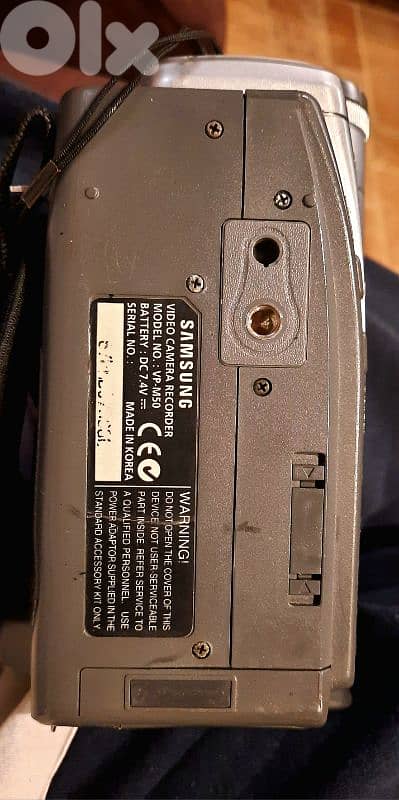 OLX
SAMSUNG
VIDEO CAMERA RECORDER
MODEL NO.: VP-M50
BATTERY : DC 7.4V
SERIAL NO. :
CE
MADE IN KOREA
WARNING!
DO NOT OPEN THE COVER OF THIS
DEVICE NOT USER-SERVICEABLE
PART INSIDE REFER SERVICE TO
A QUALIFIED PERSONNEL. USE
POWER ADAPTOR SUPPLIED IN THE
STANDARD ACCESSORY KIT ONLY.